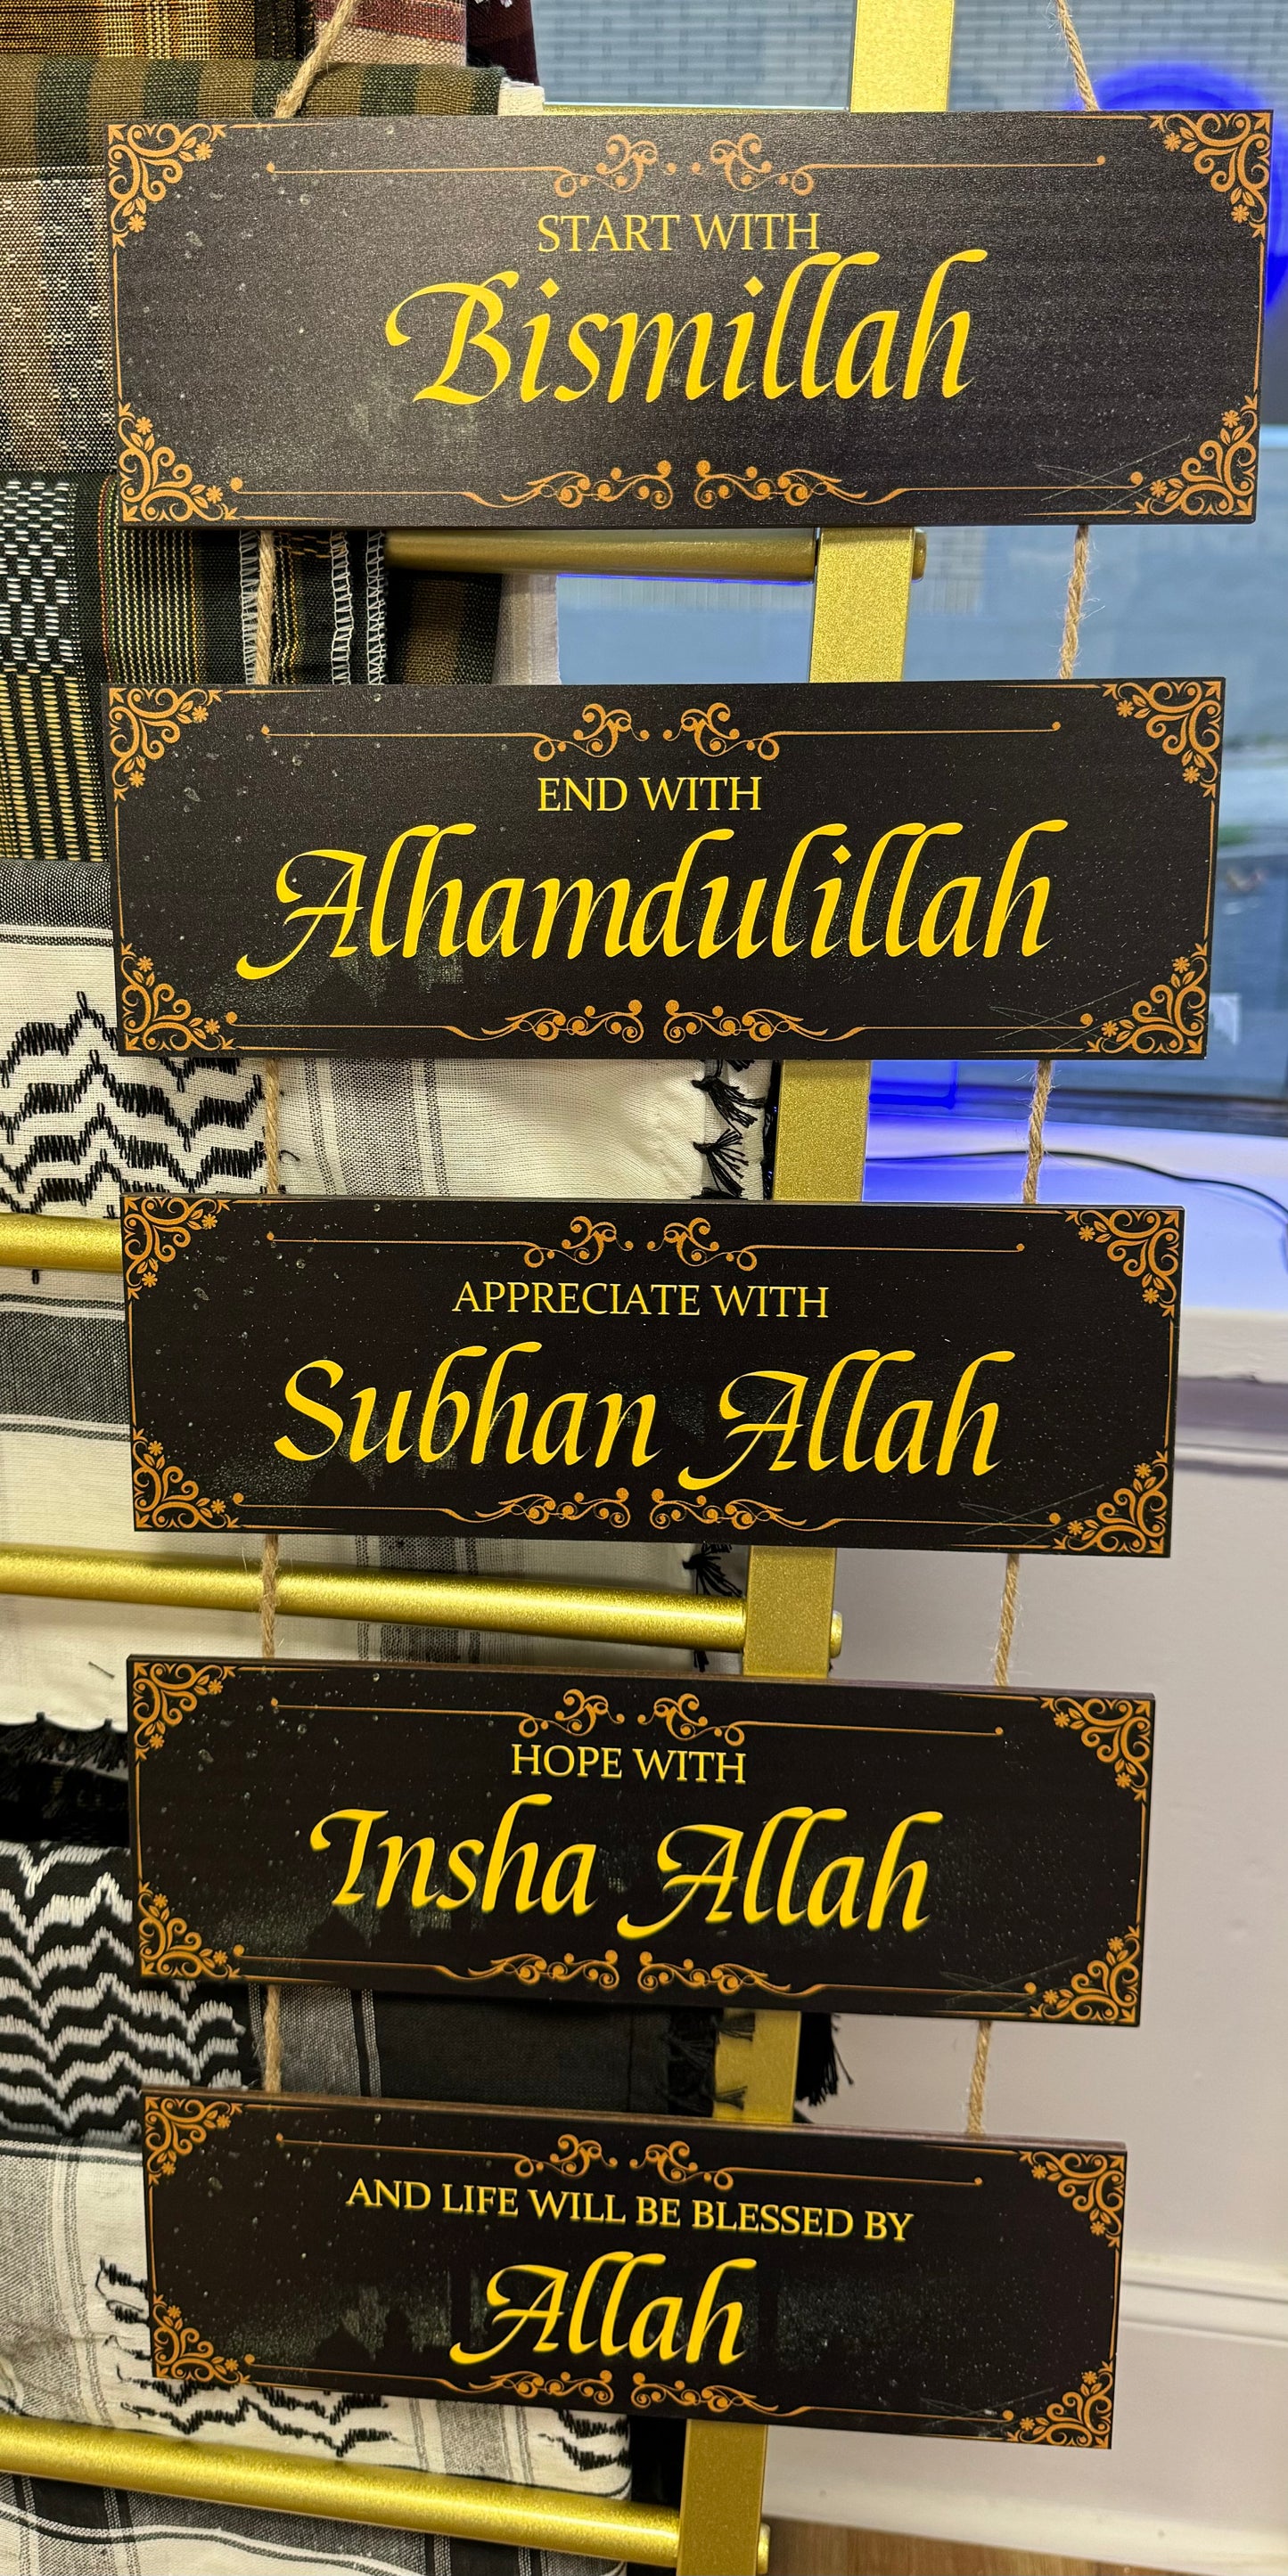 START WITH
Bismillah
END WITH
Alhamdulillah
APPRECIATE WITH
Subhan Allah
HOPE WITH
Insha Allah
AND LIFE WILL BE BLESSED BY
Allah